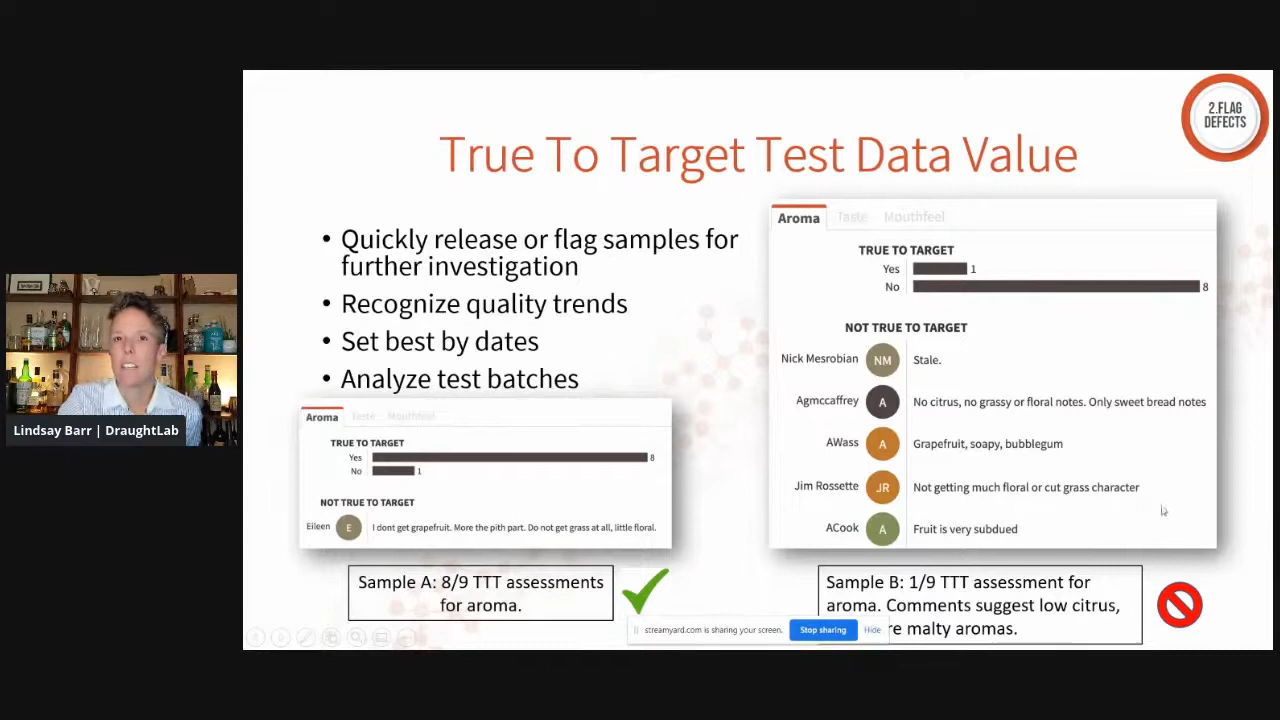 2.FLAG
DEFECTS
True To Target Test Data Value
• Quickly release or flag samples for
further investigation
• Recognize quality trends
• Set best by dates
• Analyze test batches
Aroma Taste Mouthfeel
TRUE TO TARGET
Yes 8
No 1
NOT TRUE TO TARGET
Eileen E I dont get grapefruit. More the pith part. Do not get grass at all, little floral.
Sample A: 8/9 TTT assessments
for aroma.
Aroma Taste Mouthfeel
TRUE TO TARGET
Yes 1
No 8
NOT TRUE TO TARGET
Nick Mesrobian NM Stale.
Agmccaffrey A No citrus, no grassy or floral notes. Only sweet bread notes
AWass A Grapefruit, soapy, bubblegum
Jim Rossette JR Not getting much floral or cut grass character
ACook A Fruit is very subdued
Sample B: 1/9 TTT assessment for
aroma. Comments suggest low citrus,
re malty aromas.
streamyard.com is sharing your screen. Stop sharing Hide
Lindsay Barr | DraughtLab